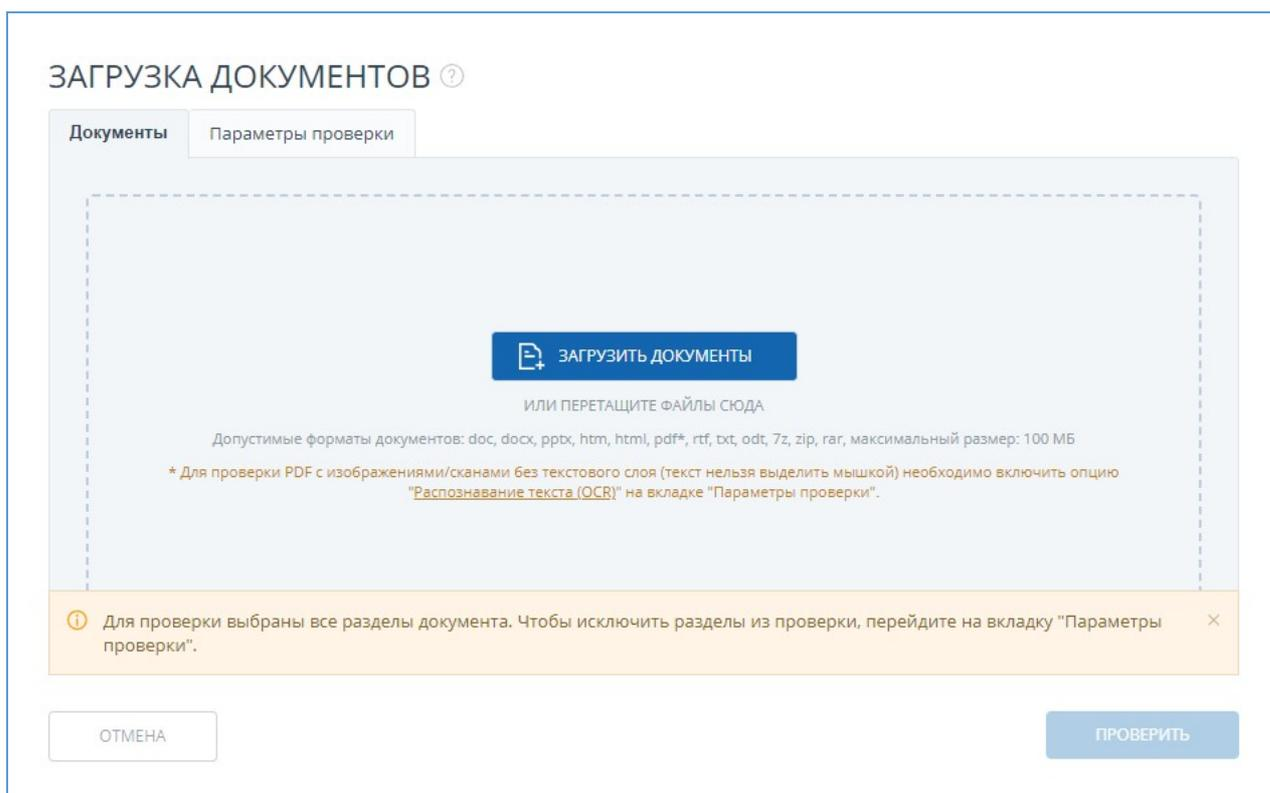 ЗАГРУЗКА ДОКУМЕНТОВ ?
Документы
Параметры проверки
ЗАГРУЗИТЬ ДОКУМЕНТЫ
ИЛИ ПЕРЕТАЩИТЕ ФАЙЛЫ СЮДА
Допустимые форматы документов: doc, docx, pptx, htm, html, pdf*, rtf, txt, odt, 7z, zip, rar, максимальный размер: 100 МБ
* Для проверки PDF с изображениями/сканами без текстового слоя (текст нельзя выделить мышкой) необходимо включить опцию
"Распознавание текста (OCR)" на вкладке "Параметры проверки".
Для проверки выбраны все разделы документа. Чтобы исключить разделы из проверки, перейдите на вкладку "Параметры
проверки".
ОТМЕНА
ПРОВЕРИТЬ